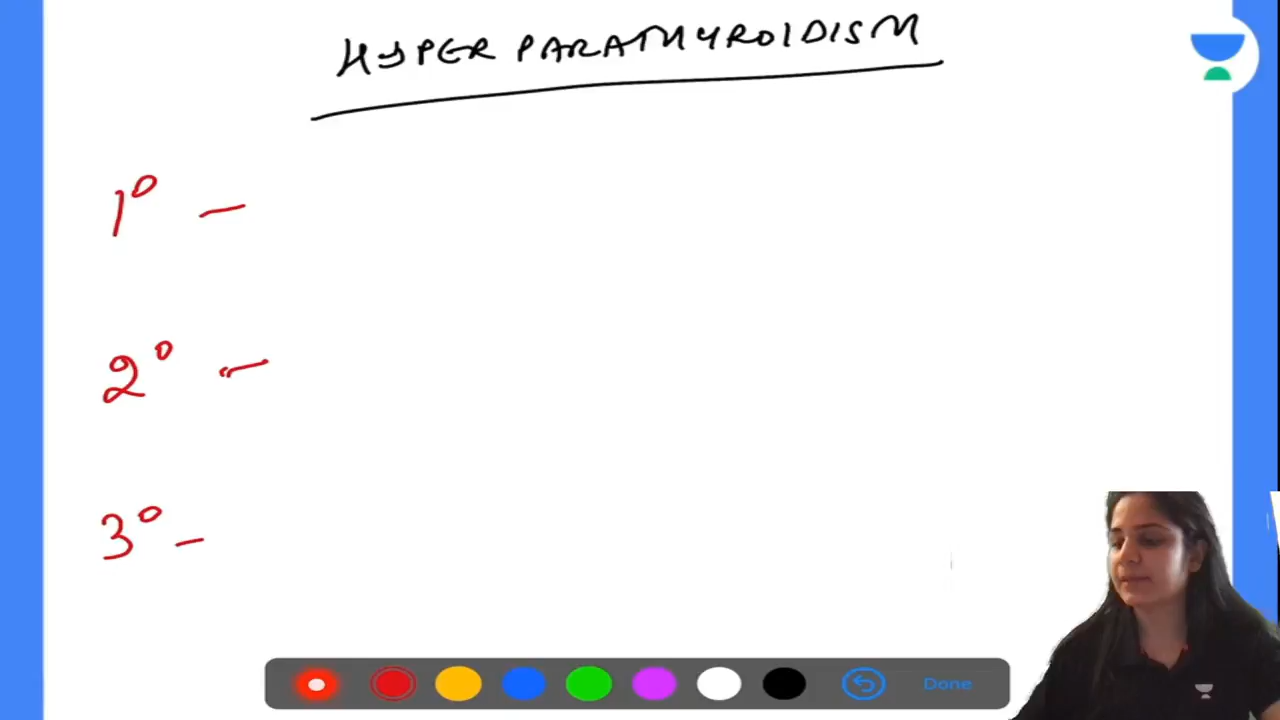 HYPER PARATHYROIDISM
1° -
2° -
3° -
Done